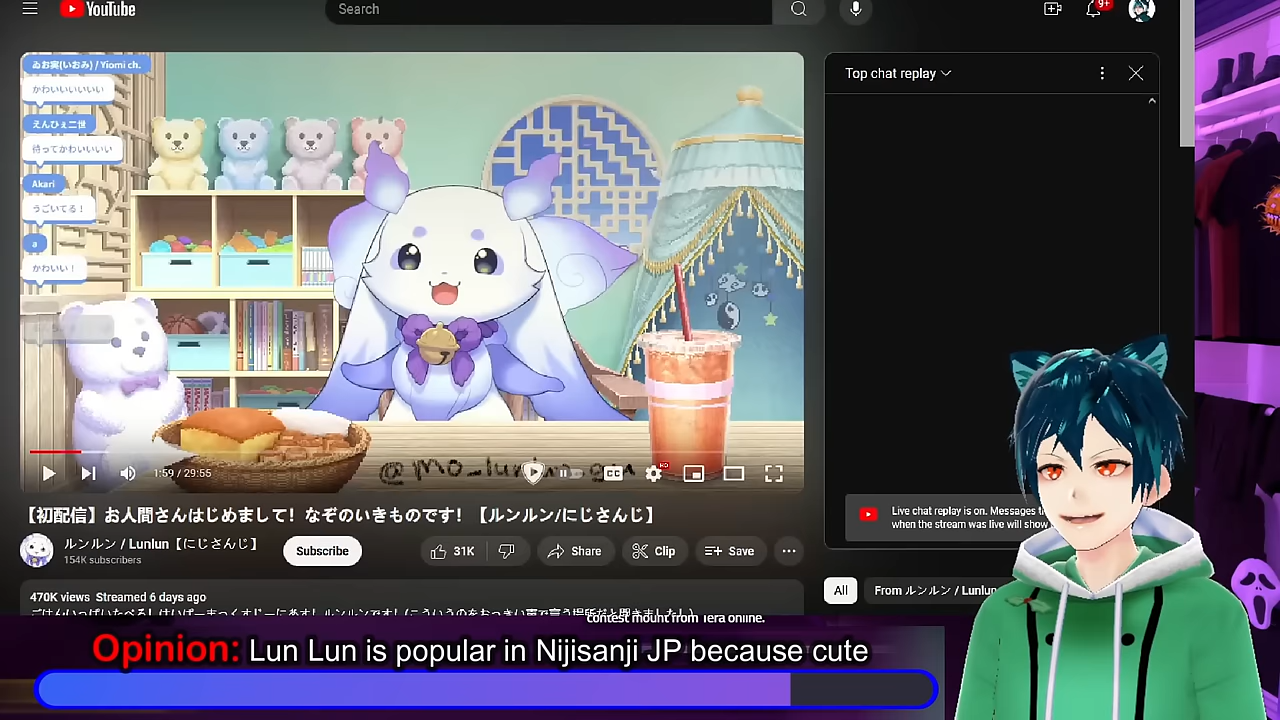 YouTube
Search
9+
ゐお実(いおみ) / Yiomi ch.
かわいいいいいい
えんひぇ二世
待ってかわいいいい
Akari
うごいてる！
a
かわいい！
Top chat replay
1:59 / 29:55
CC
HD
【初配信】お人間さんはじめまして！なぞのいきものです！【ルンルン/にじさんじ】
ルンルン / Lunlun【にじさんじ】
154K subscribers
Subscribe
31K
Share
Clip
Save
Live chat replay is on. Messages t
when the stream was live will show
All
From ルンルン / Lunlun
470K views Streamed 6 days ago
contest mount from Tera online.
Opinion: Lun Lun is popular in Nijisanji JP because cute